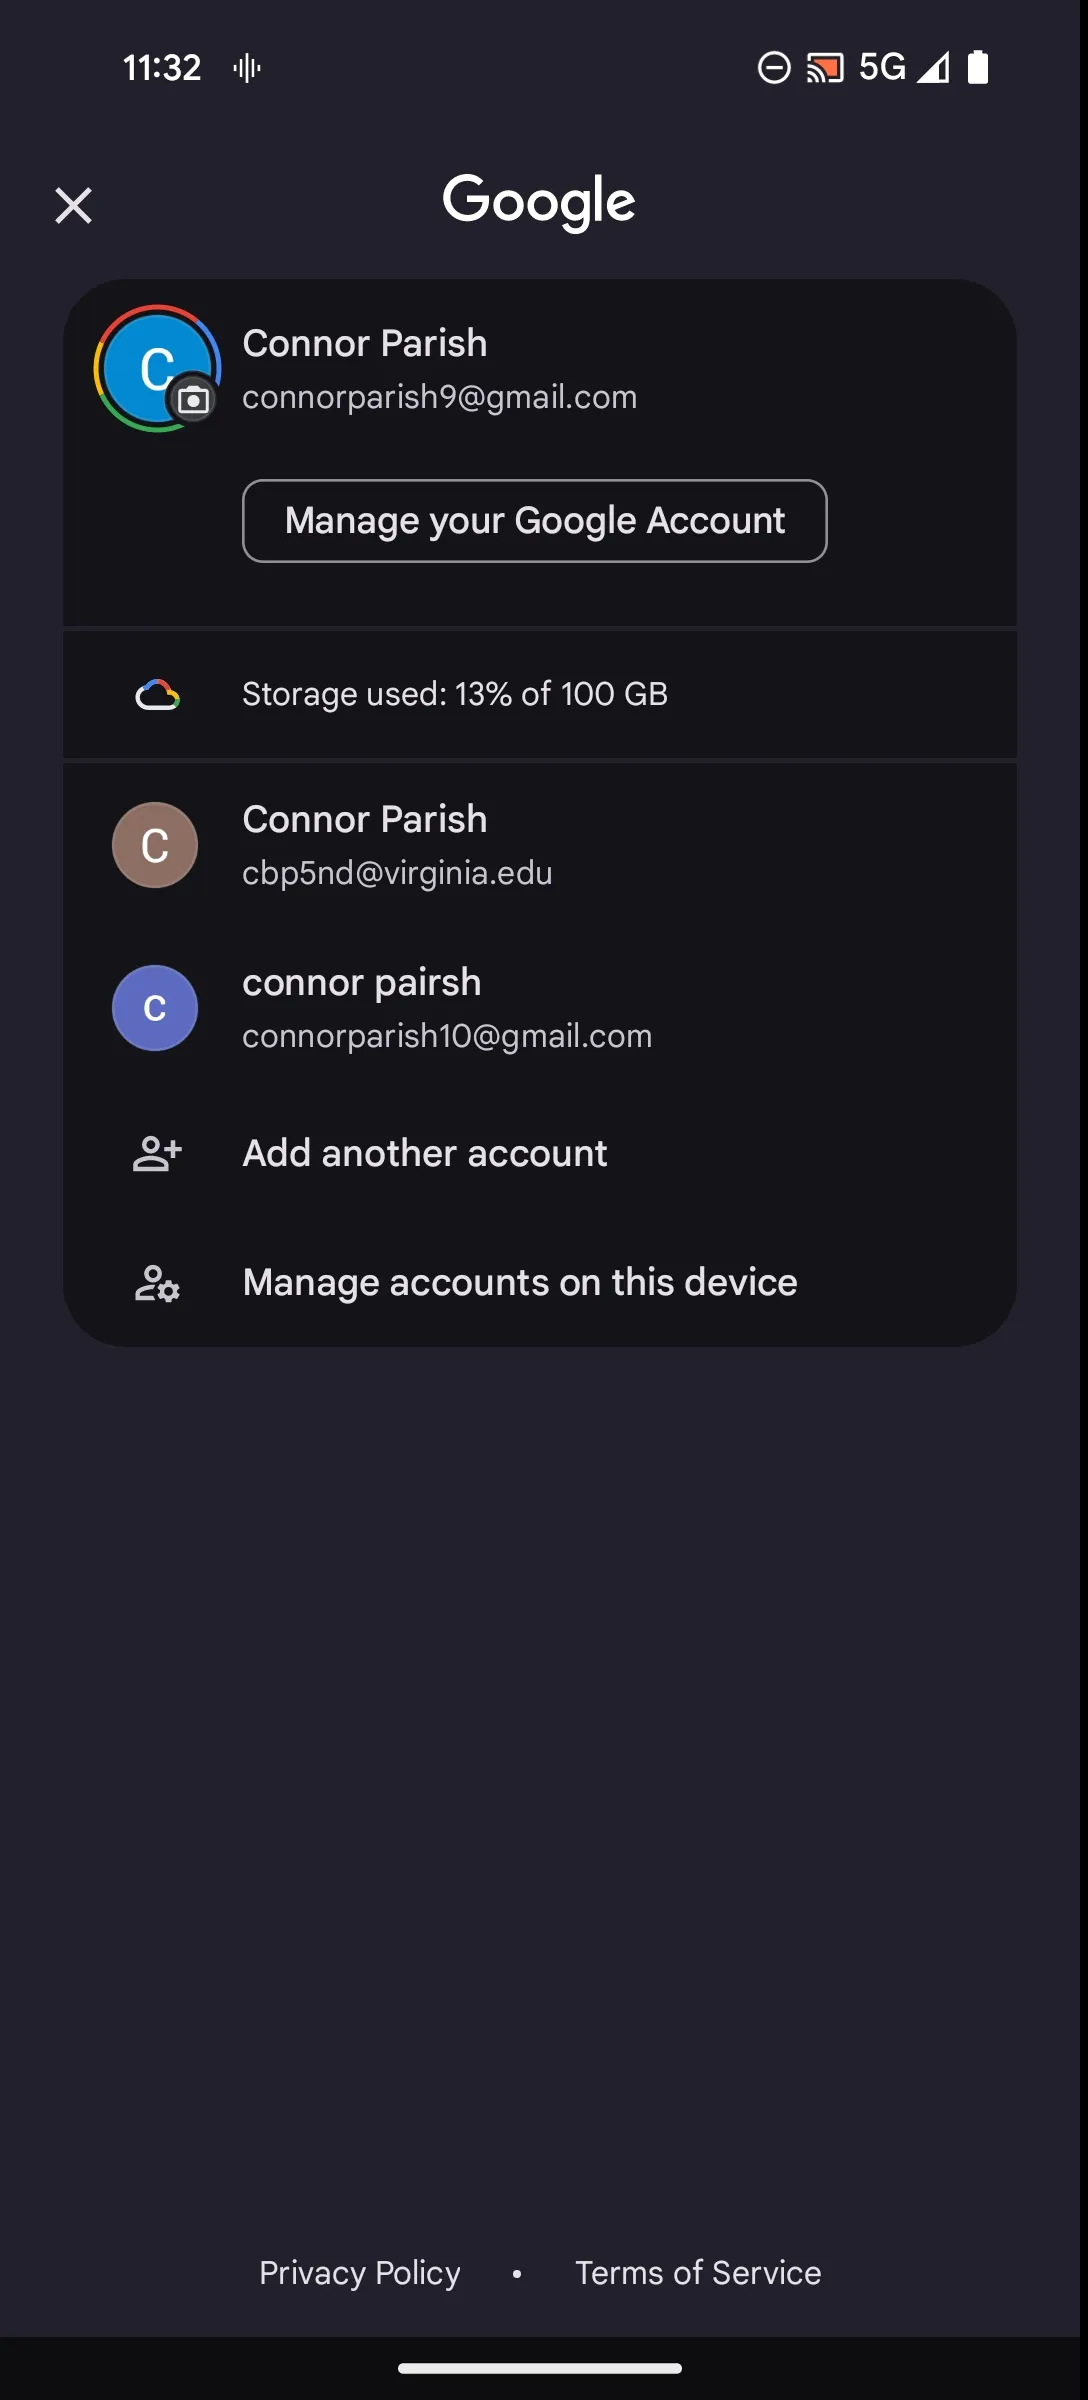 11:32
5G
Google
C
Connor Parish
connorparish9@gmail.com
Manage your Google Account
Storage used: 13% of 100 GB
C
Connor Parish
cbp5nd@virginia.edu
c
connor pairsh
connorparish10@gmail.com
Add another account
Manage accounts on this device
Privacy Policy • Terms of Service